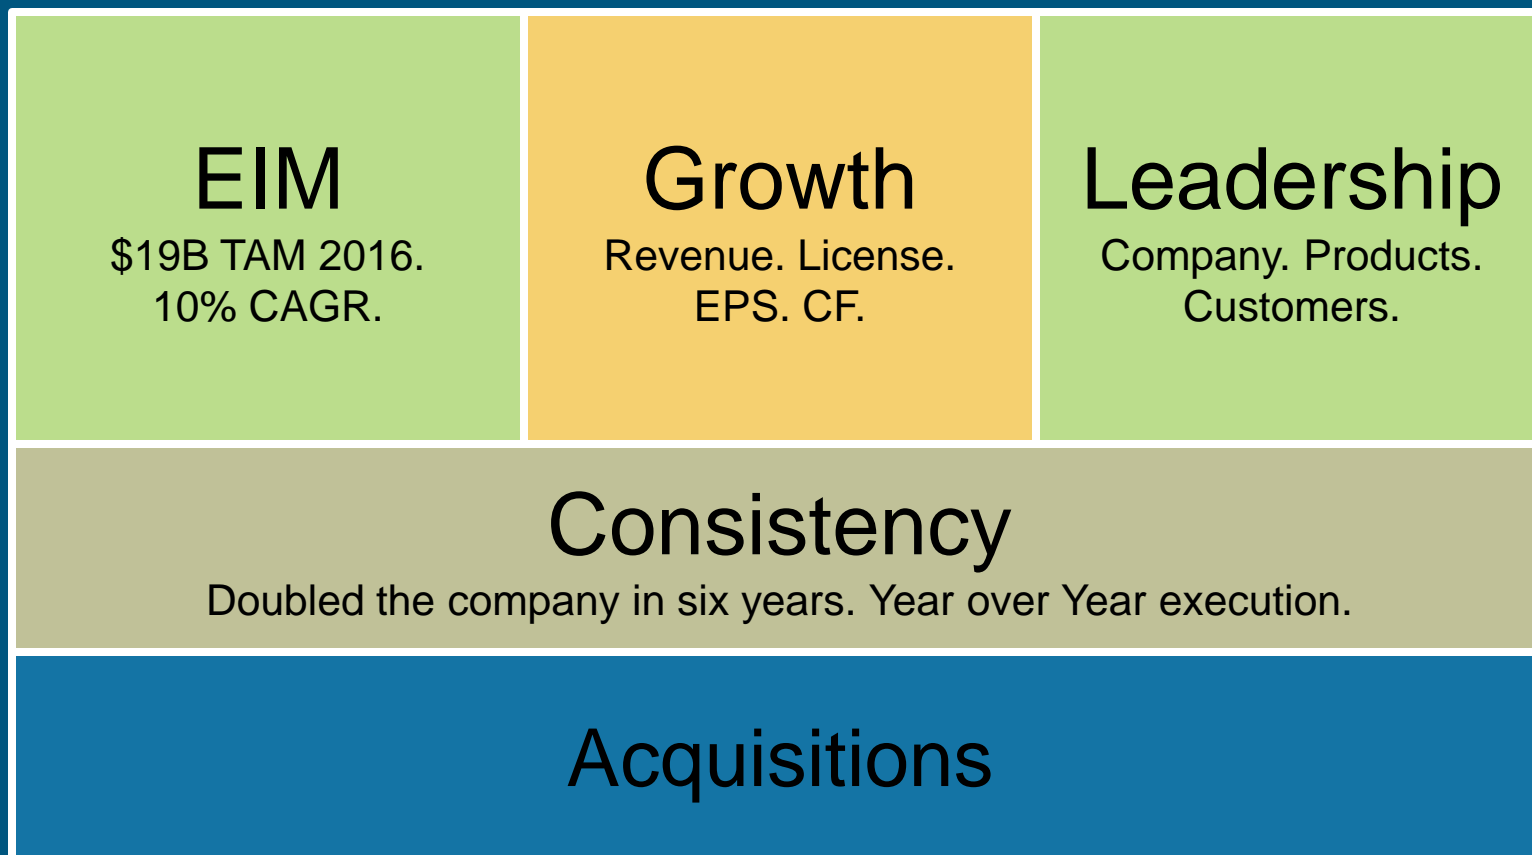 EIM
$19B TAM 2016.
10% CAGR.
Growth
Revenue. License.
EPS. CF.
Leadership
Company. Products.
Customers.
Consistency
Doubled the company in six years. Year over Year execution.
Acquisitions